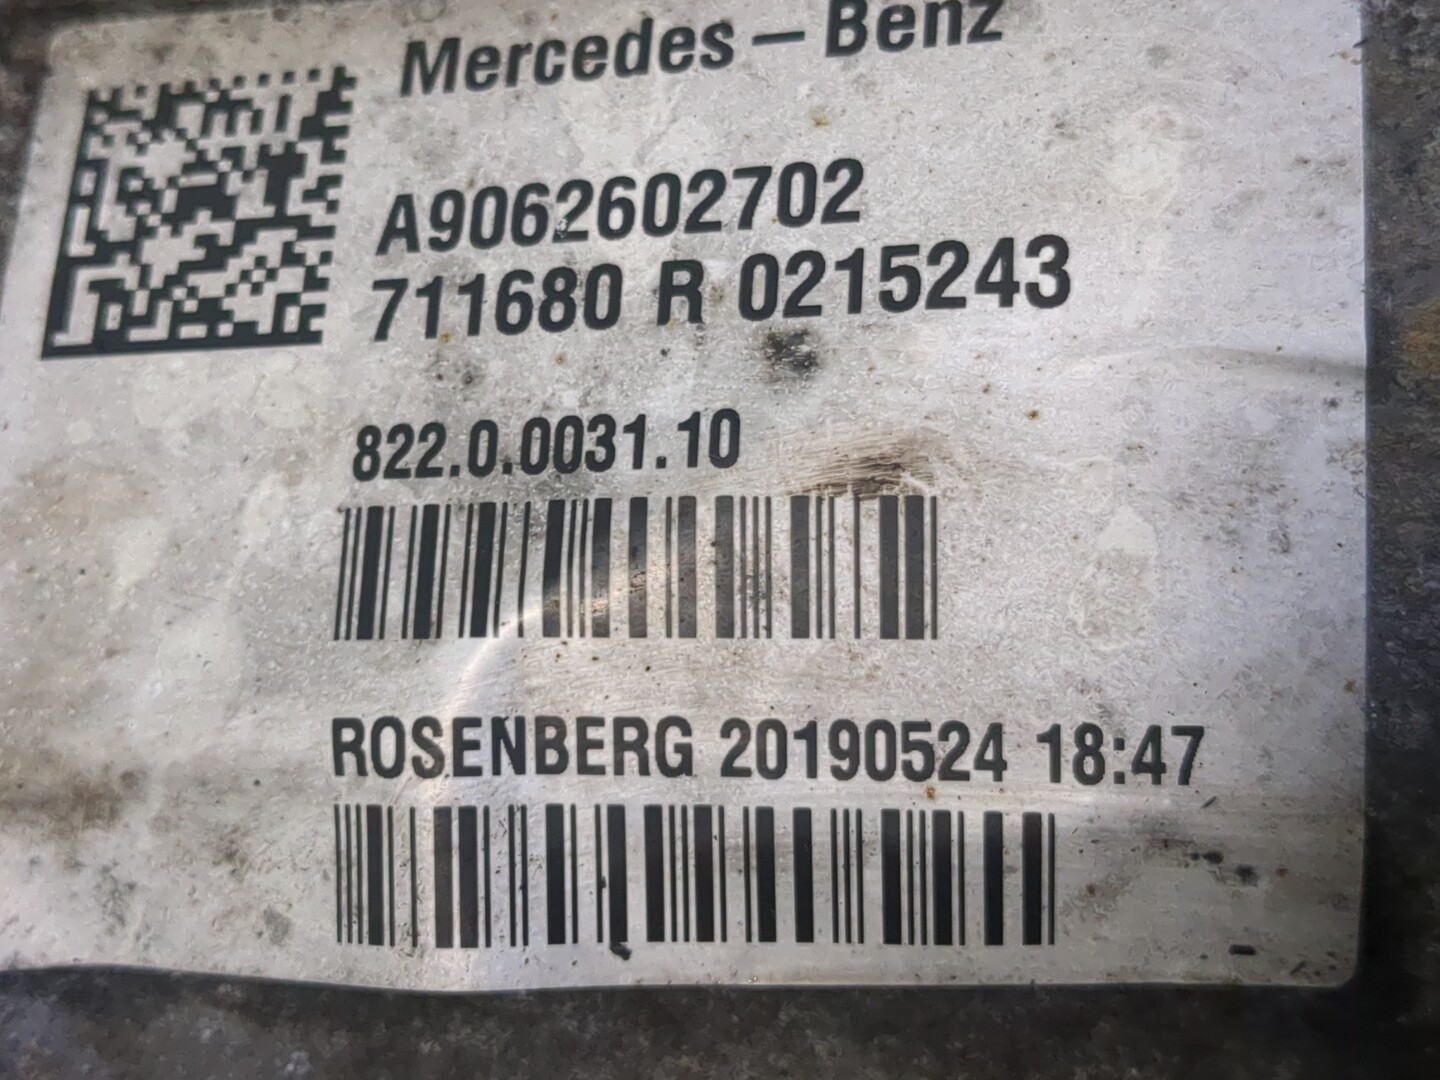 Mercedes-Benz
A9062602702
711680 R 0215243
822.0.0031.10
ROSENBERG 20190524 18:47